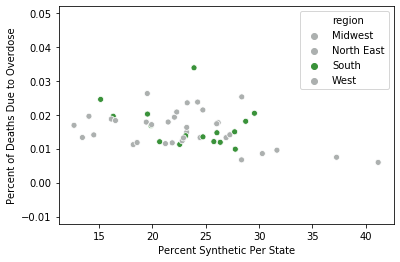 0.05
0.04
0.03
0.02
0.01
0.00
−0.01
Percent of Deaths Due to Overdose
region
Midwest
North East
South
West
15 20 25 30 35 40
Percent Synthetic Per State